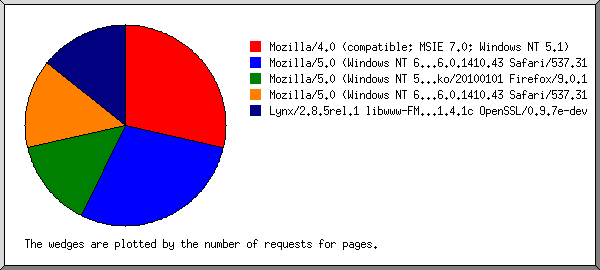 Mozilla/4.0 (compatible; MSIE 7.0; Windows NT 5.1)
Mozilla/5.0 (Windows NT 6...6.0.1410.43 Safari/537.31
Mozilla/5.0 (Windows NT 5...ko/20100101 Firefox/9.0.1
Mozilla/5.0 (Windows NT 6...6.0.1410.43 Safari/537.31
Lynx/2.8.5rel.1 libwww-FM...1.4.1c OpenSSL/0.9.7e-dev
The wedges are plotted by the number of requests for pages.